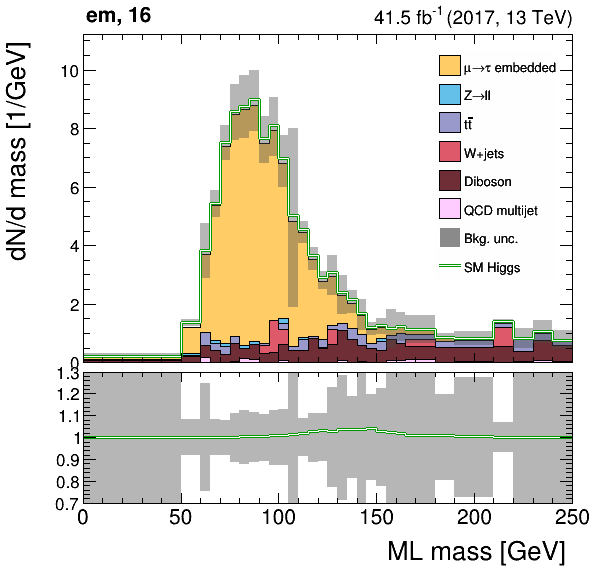 em, 16
41.5 fb⁻¹ (2017, 13 TeV)
dN/d mass [1/GeV]
10
8
6
4
2
0
μ→τ embedded
Z→ll
tt̅
W+jets
Diboson
QCD multijet
Bkg. unc.
SM Higgs
1.3
1.2
1.1
1
0.9
0.8
0.7
0 50 100 150 200 250
ML mass [GeV]